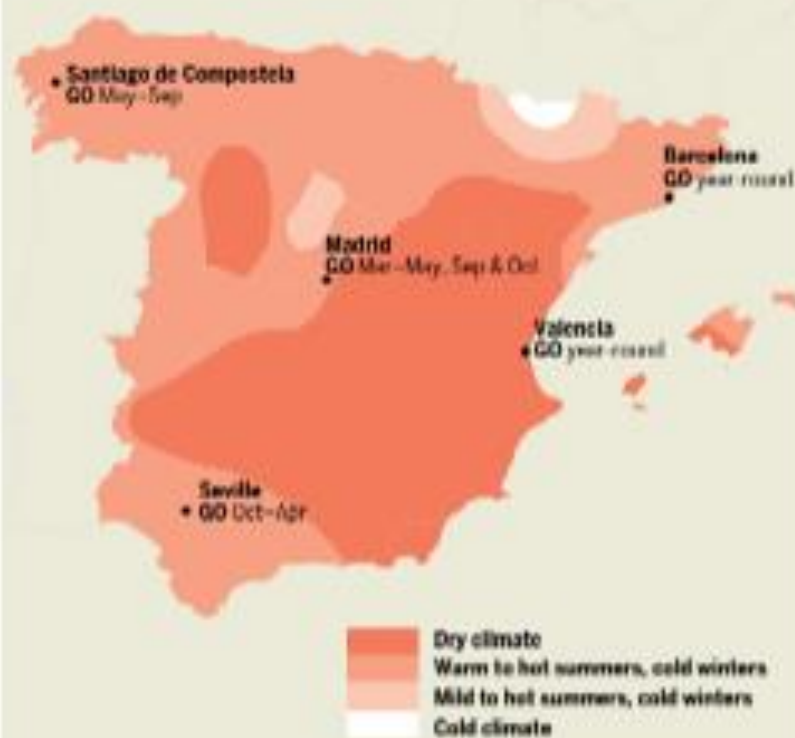 Santiago de Compostela
GO May–Sep
Barcelona
GO year-round
Madrid
GO Mar–May, Sep & Oct
Valencia
GO year-round
Seville
GO Oct–Apr
Dry climate
Warm to hot summers, cold winters
Mild to hot summers, cold winters
Cold climate